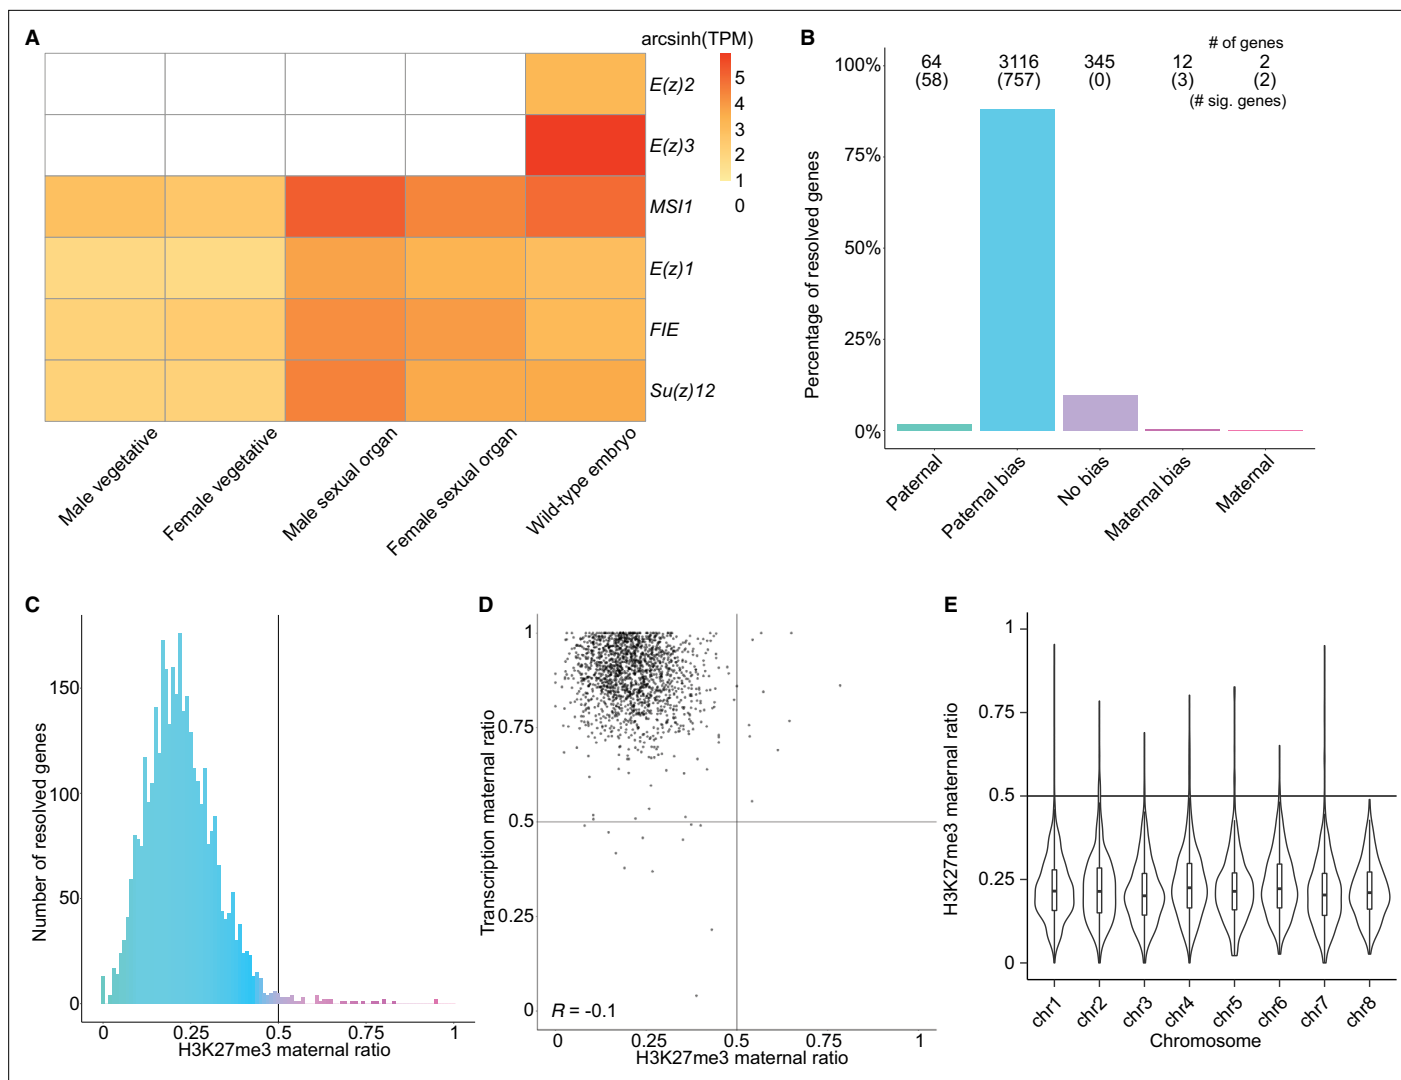 A
arcsinh(TPM)
5
4
3
2
1
0
E(z)2
E(z)3
MSI1
E(z)1
FIE
Su(z)12
Male vegetative
Female vegetative
Male sexual organ
Female sexual organ
Wild-type embryo
B
# of genes
64 3116 345 12 2
(58) (757) (0) (3) (2)
(# sig. genes)
Percentage of resolved genes
100%
75%
50%
25%
0%
Paternal
Paternal bias
No bias
Maternal bias
Maternal
C
Number of resolved genes
150
100
50
0
0 0.25 0.5 0.75 1
H3K27me3 maternal ratio
D
Transcription maternal ratio
1
0.75
0.5
0.25
0
R = -0.1
0 0.25 0.5 0.75 1
H3K27me3 maternal ratio
E
H3K27me3 maternal ratio
1
0.75
0.5
0.25
0
chr1 chr2 chr3 chr4 chr5 chr6 chr7 chr8
Chromosome